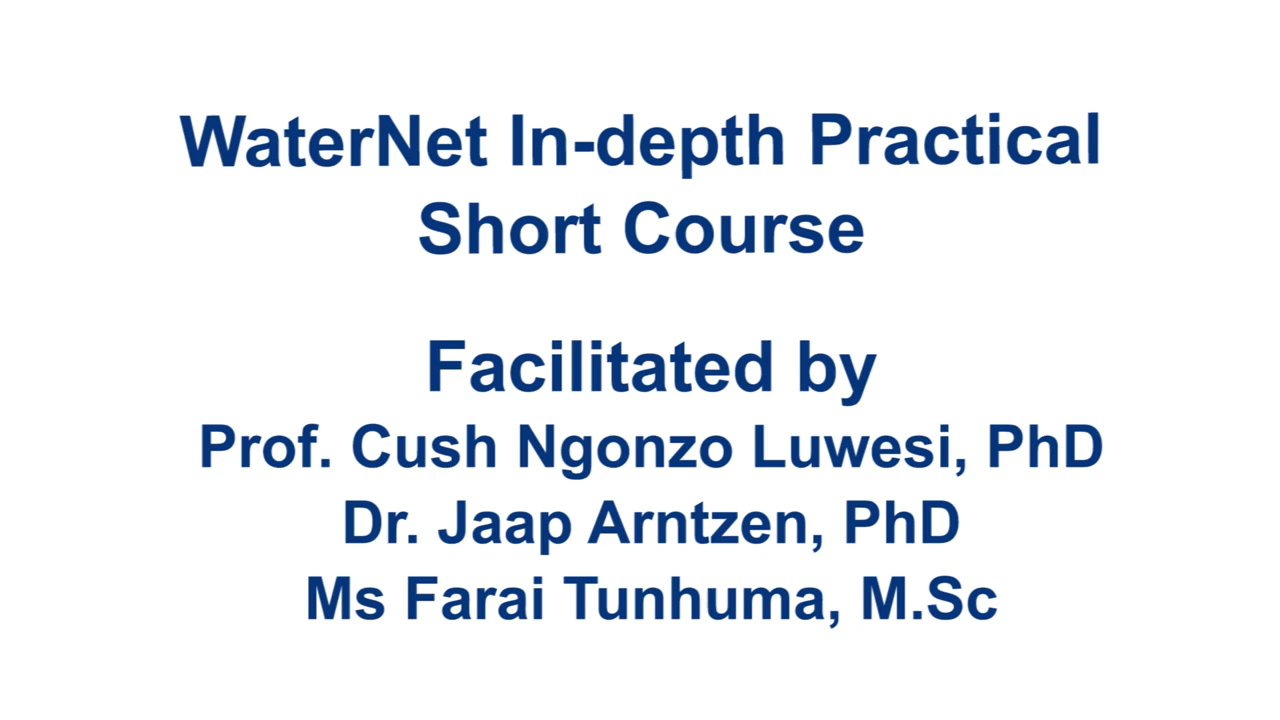 WaterNet In-depth Practical
Short Course
Facilitated by
Prof. Cush Ngonzo Luwesi, PhD
Dr. Jaap Arntzen, PhD
Ms Farai Tunhuma, M.Sc